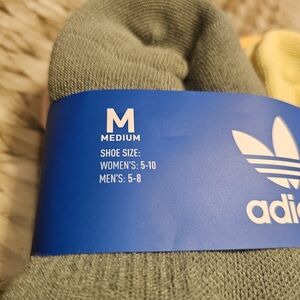 M
MEDIUM
SHOE SIZE:
WOMEN'S: 5-10
MEN'S: 5-8
adi